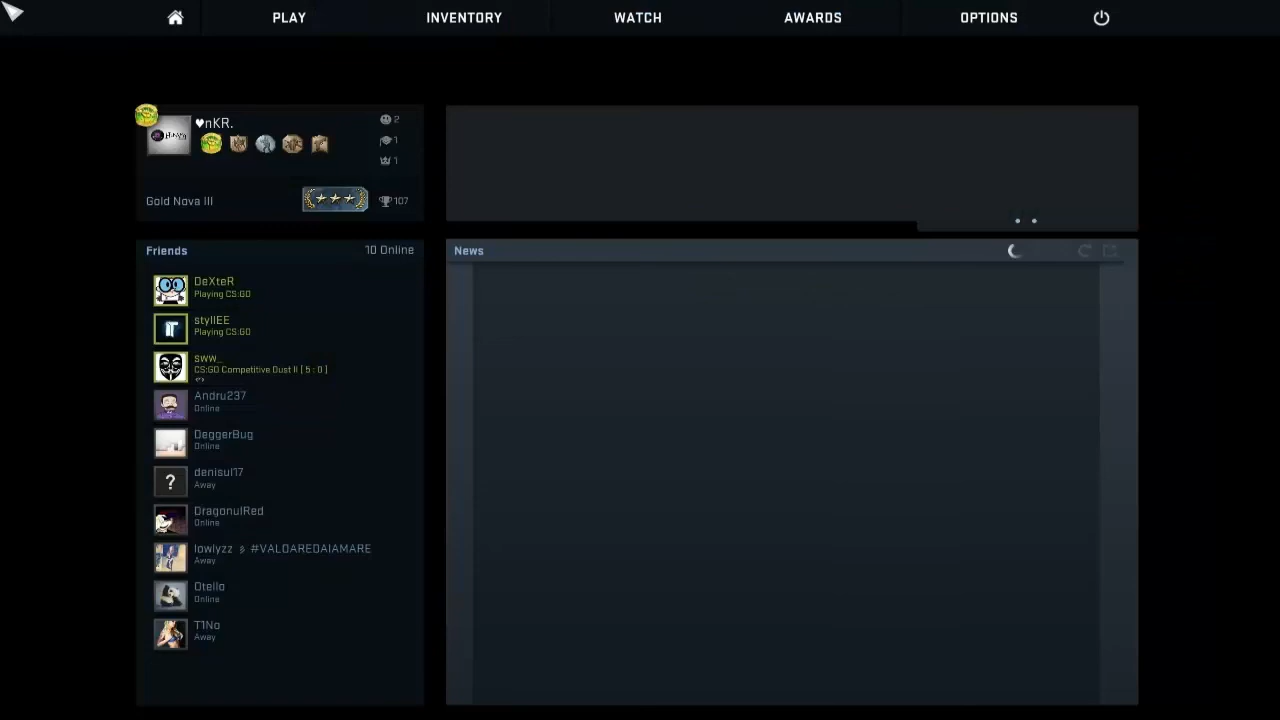 PLAY
INVENTORY
WATCH
AWARDS
OPTIONS
♥nKR.
2
1
1
Gold Nova III
107
Friends
10 Online
News
DeXteR
Playing CS:GO
stylIEE
Playing CS:GO
sww_
CS:GO Competitive Dust II [ 5 : 0 ]
Andru237
Online
DeggerBug
Online
?
denisul17
Away
DragonulRed
Online
lowlyzz #VALOAREDAIAMARE
Away
Otello
Online
T1No
Away